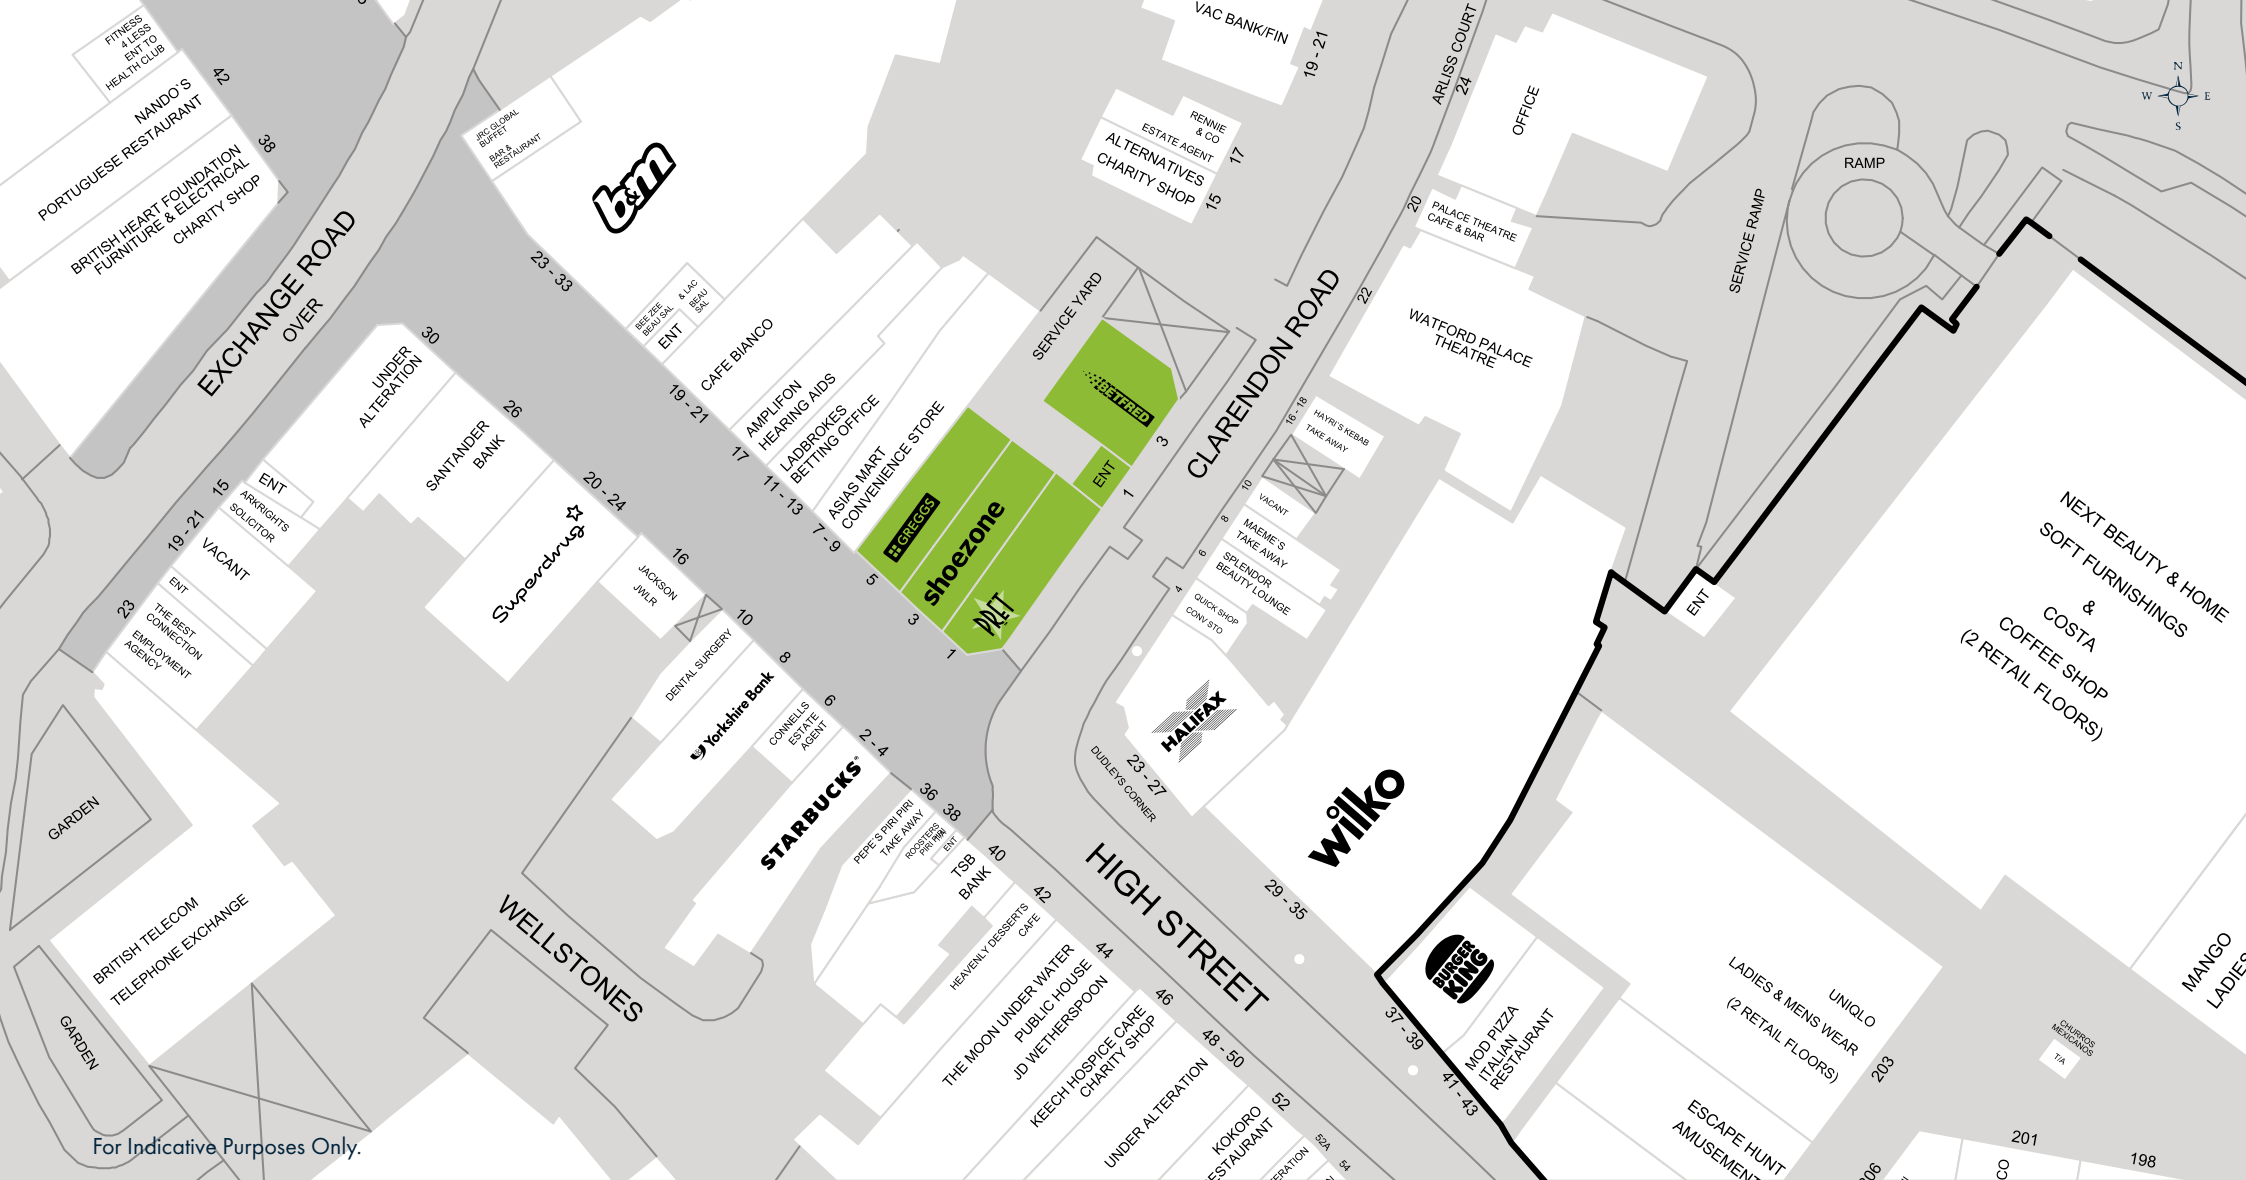 FITNESS
4 LESS
ENT TO
HEALTH CLUB
42
NANDO'S
PORTUGUESE RESTAURANT
38
BRITISH HEART FOUNDATION
FURNITURE & ELECTRICAL
CHARITY SHOP
EXCHANGE ROAD
OVER
JRC GLOBAL
BUFFET
BAR &
RESTAURANT
b&m
23 - 33
BEE ZEE
BEAU SAL
& LAC
BEAU
SAL
ENT
CAFE BIANCO
19 - 21
AMPLIFON
HEARING AIDS
17
LADBROKES
BETTING OFFICE
11 - 13
ASIAS MART
CONVENIENCE STORE
7 - 9
GREGGS
5
shoezone
3
PRET
1
SERVICE YARD
BETFRED
3
ENT
1
VAC BANK/FIN
19 - 21
RENNIE
& CO
ESTATE AGENT
17
ALTERNATIVES
CHARITY SHOP
15
CLARENDON ROAD
ARLISS COURT
24
OFFICE
20
PALACE THEATRE
CAFE & BAR
22
WATFORD PALACE
THEATRE
16 - 18
HAYRI'S KEBAB
TAKE AWAY
10
VACANT
8
MAEME'S
TAKE AWAY
6
SPLENDOR
BEAUTY LOUNGE
4
QUICK SHOP
CONV STO
HALIFAX
23 - 27
DUDLEYS CORNER
wilko
29 - 35
SERVICE RAMP
RAMP
N
W
E
S
ENT
NEXT BEAUTY & HOME
SOFT FURNISHINGS
&
COSTA
COFFEE SHOP
(2 RETAIL FLOORS)
MANGO
LADIES
30
UNDER
ALTERATION
26
SANTANDER
BANK
20 - 24
Superdrug
16
JACKSON
JWLR
10
DENTAL SURGERY
8
Yorkshire Bank
6
CONNELLS
ESTATE
AGENT
2 - 4
STARBUCKS
36
PEPE'S PIRI PIRI
TAKE AWAY
38
ROOSTERS
PIRI PIRI
ENT
40
TSB
BANK
42
HEAVENLY DESSERTS
CAFE
44
THE MOON UNDER WATER
PUBLIC HOUSE
JD WETHERSPOON
46
KEECH HOSPICE CARE
CHARITY SHOP
48 - 50
UNDER ALTERATION
52
KOKORO
ESTAURANT
52A
ERATION
54
15
ENT
ARKRIGHTS
SOLICITOR
19 - 21
VACANT
ENT
23
THE BEST
CONNECTION
EMPLOYMENT
AGENCY
GARDEN
BRITISH TELECOM
TELEPHONE EXCHANGE
GARDEN
WELLSTONES
HIGH STREET
BURGER
KING
37 - 39
MOD PIZZA
ITALIAN
RESTAURANT
41 - 43
UNIQLO
LADIES & MENS WEAR
(2 RETAIL FLOORS)
203
CHURROS
MEXICANOS
T/A
ESCAPE HUNT
AMUSEMENT
201
198
CO
For Indicative Purposes Only.